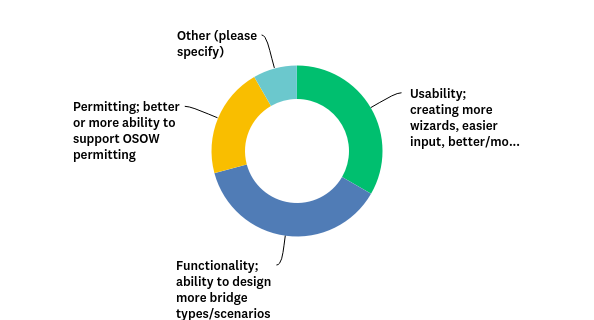 Other (please
specify)
Usability;
creating more
wizards, easier
input, better/mo...
Permitting; better
or more ability to
support OSOW
permitting
Functionality;
ability to design
more bridge
types/scenarios